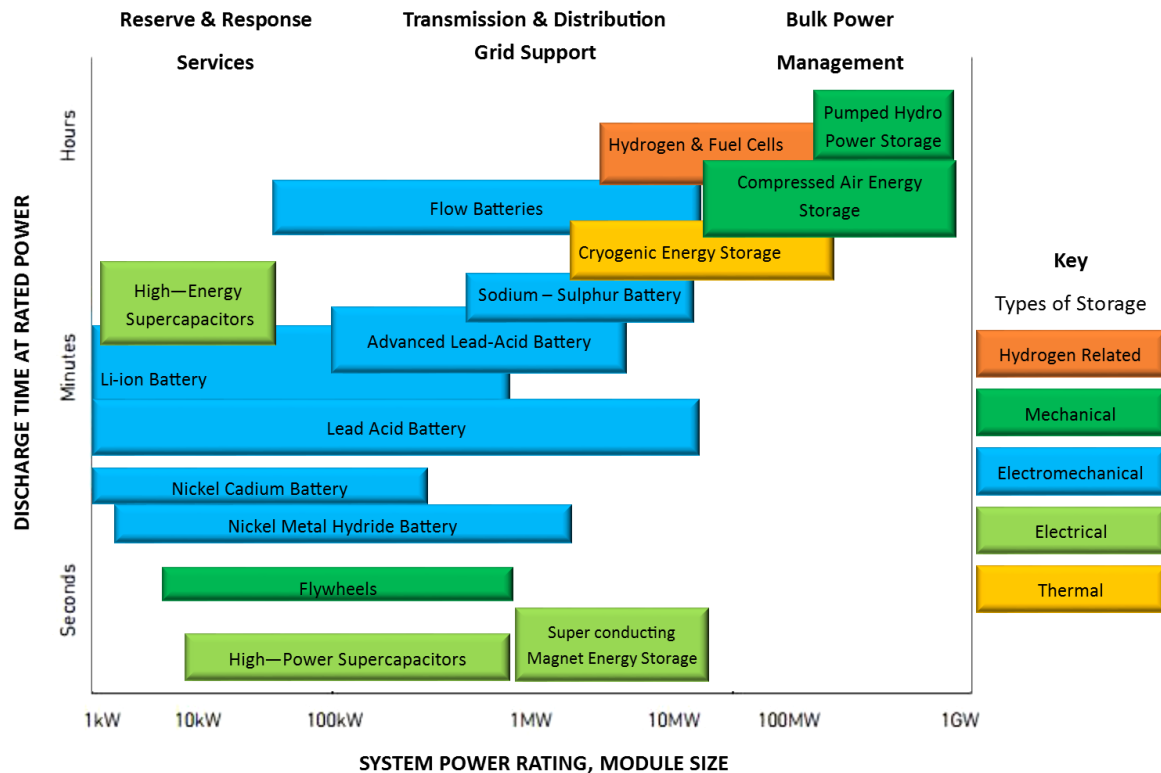 Reserve & Response
Services
Transmission & Distribution
Grid Support
Bulk Power
Management
DISCHARGE TIME AT RATED POWER
Hours
Minutes
Seconds
Pumped Hydro
Power Storage
Hydrogen & Fuel Cells
Compressed Air Energy
Storage
Flow Batteries
Cryogenic Energy Storage
High—Energy
Supercapacitors
Sodium – Sulphur Battery
Advanced Lead-Acid Battery
Li-ion Battery
Lead Acid Battery
Nickel Cadium Battery
Nickel Metal Hydride Battery
Flywheels
High—Power Supercapacitors
Super conducting
Magnet Energy Storage
Key
Types of Storage
Hydrogen Related
Mechanical
Electromechanical
Electrical
Thermal
1kW
10kW
100kW
1MW
10MW
100MW
1GW
SYSTEM POWER RATING, MODULE SIZE